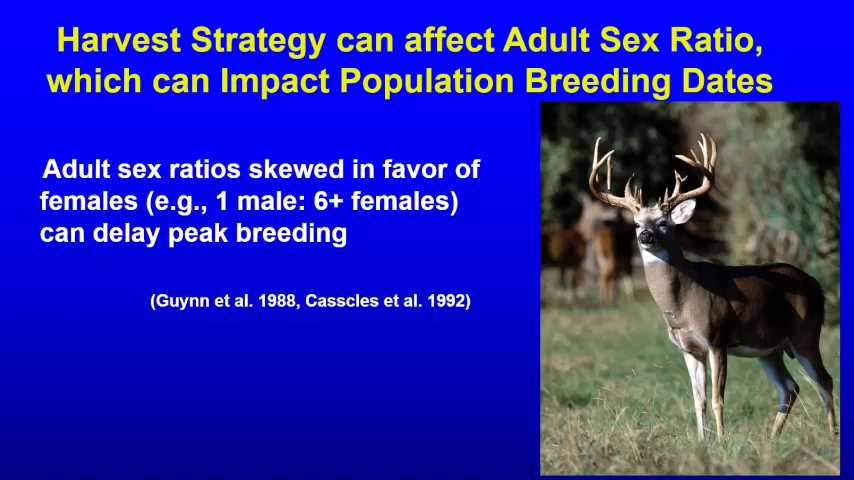 Harvest Strategy can affect Adult Sex Ratio,
which can Impact Population Breeding Dates
Adult sex ratios skewed in favor of
females (e.g., 1 male: 6+ females)
can delay peak breeding
(Guynn et al. 1988, Casscles et al. 1992)